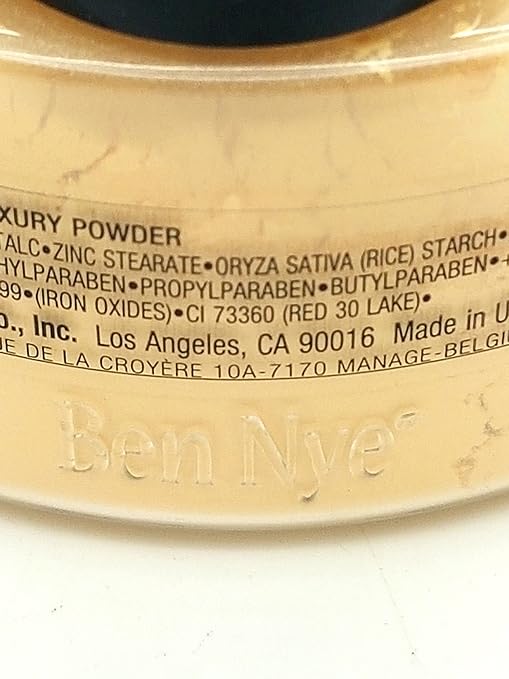 XURY POWDER
TALC•ZINC STEARATE•ORYZA SATIVA (RICE) STARCH•
HYLPARABEN•PROPYLPARABEN•BUTYLPARABEN•+
99•(IRON OXIDES)•CI 73360 (RED 30 LAKE)•
o., Inc. Los Angeles, CA 90016 Made in U
UE DE LA CROYÈRE 10A-7170 MANAGE-BELGI
Ben Nye